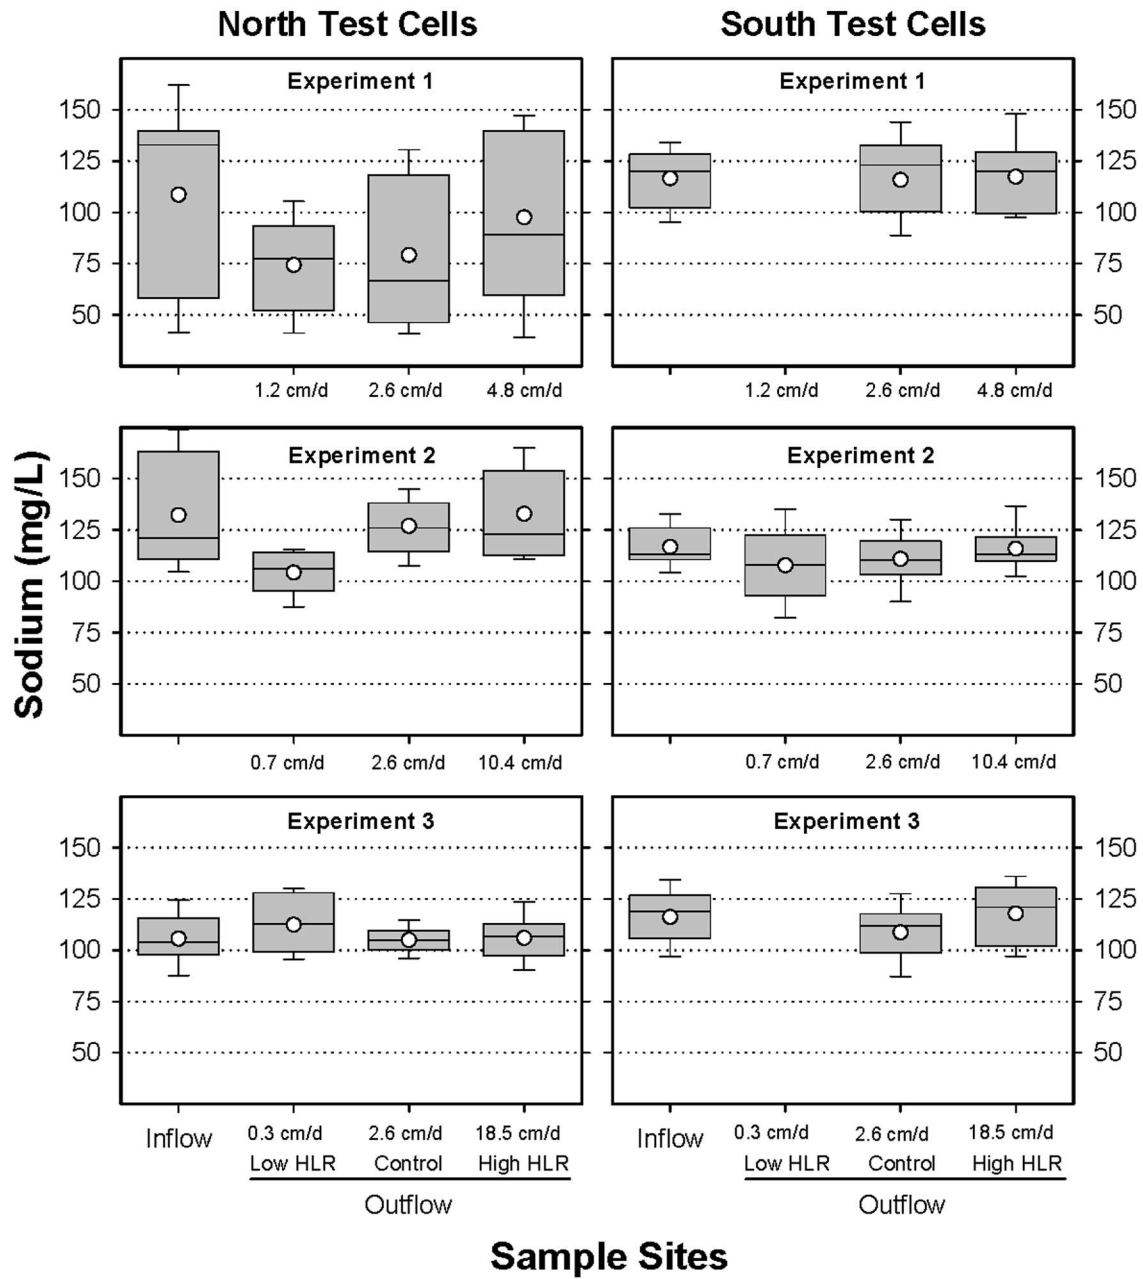 North Test Cells South Test Cells
Experiment 1 Experiment 1
150 150
125 125
100 100
75 75
50 50
1.2 cm/d 2.6 cm/d 4.8 cm/d 1.2 cm/d 2.6 cm/d 4.8 cm/d
Sodium (mg/L)
Experiment 2 Experiment 2
150 150
125 125
100 100
75 75
50 50
0.7 cm/d 2.6 cm/d 10.4 cm/d 0.7 cm/d 2.6 cm/d 10.4 cm/d
Experiment 3 Experiment 3
150 150
125 125
100 100
75 75
50 50
Inflow 0.3 cm/d 2.6 cm/d 18.5 cm/d Inflow 0.3 cm/d 2.6 cm/d 18.5 cm/d
Low HLR Control High HLR Low HLR Control High HLR
Outflow Outflow
Sample Sites